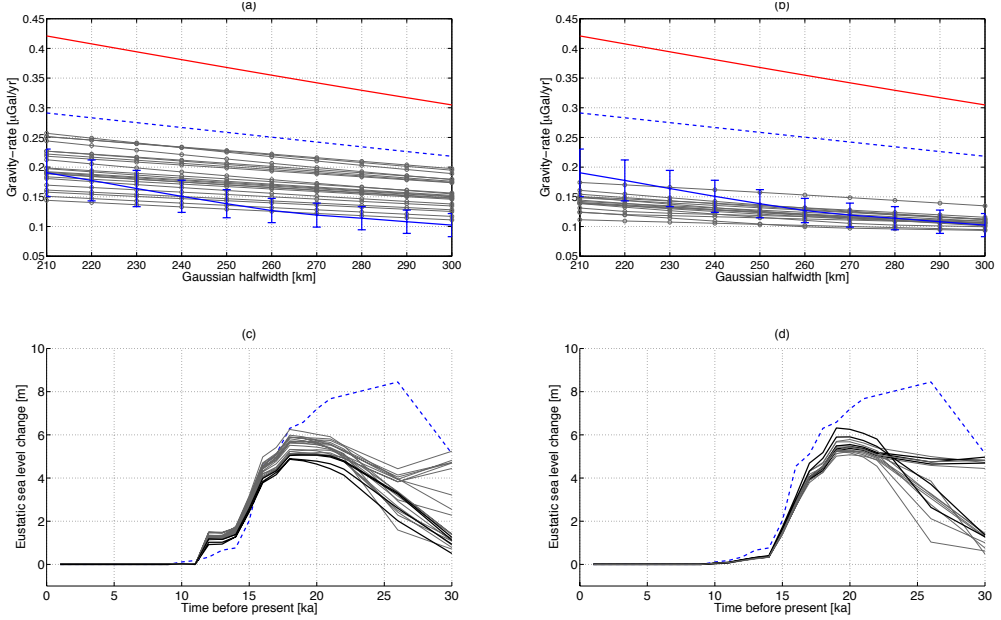 (a)
0.45
0.4
0.35
0.3
0.25
0.2
0.15
0.1
0.05
Gravity−rate [μGal/yr]
210 220 230 240 250 260 270 280 290 300
Gaussian halfwidth [km]
(b)
0.45
0.4
0.35
0.3
0.25
0.2
0.15
0.1
0.05
Gravity−rate [μGal/yr]
210 220 230 240 250 260 270 280 290 300
Gaussian halfwidth [km]
(c)
10
8
6
4
2
0
Eustatic sea level change [m]
0 5 10 15 20 25 30
Time before present [ka]
(d)
10
8
6
4
2
0
Eustatic sea level change [m]
0 5 10 15 20 25 30
Time before present [ka]